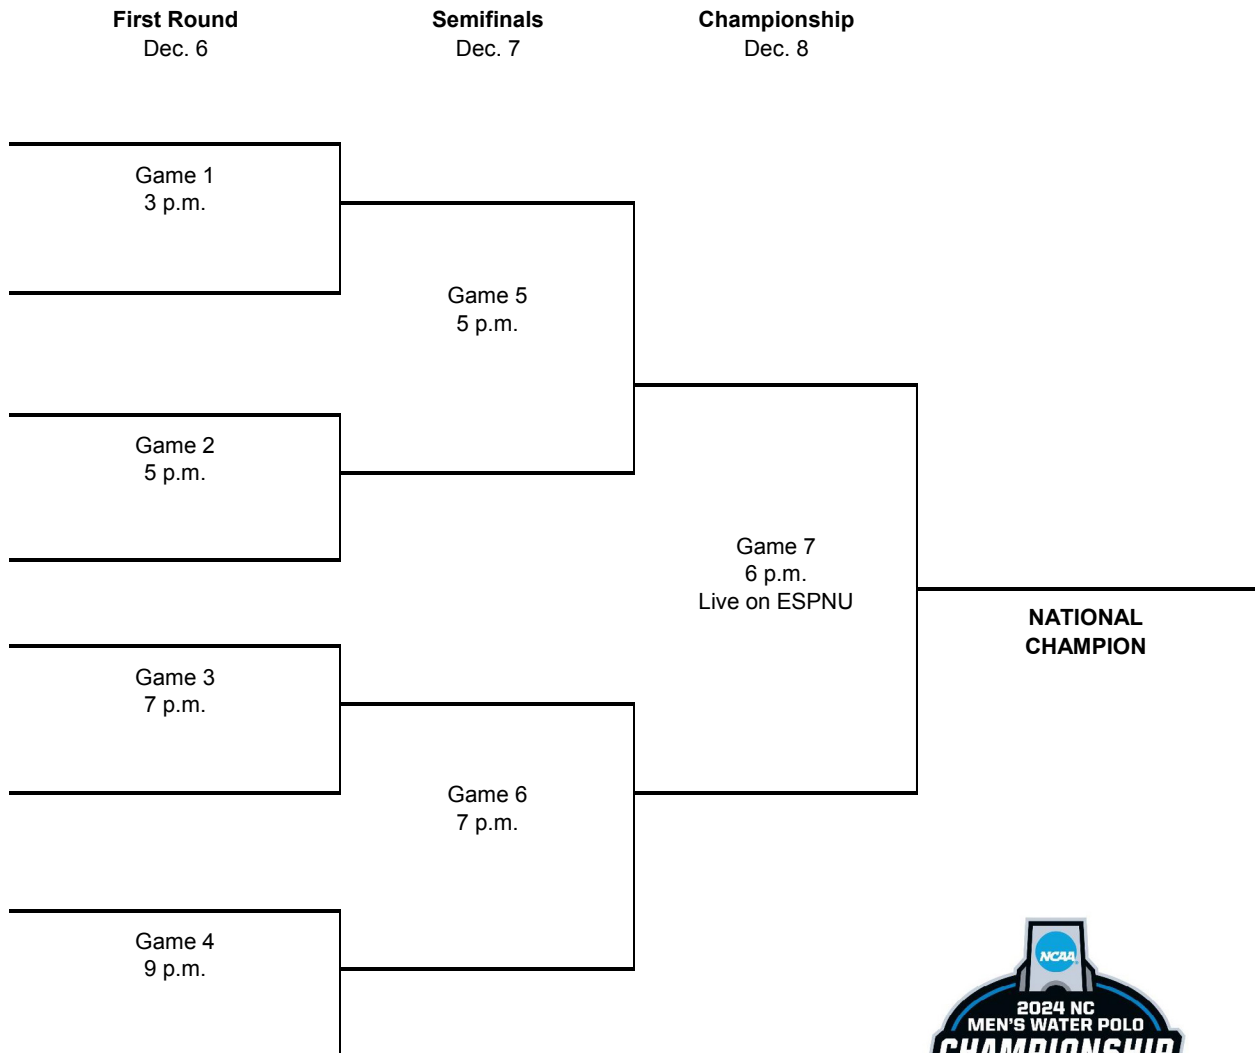 First Round
Dec. 6
Semifinals
Dec. 7
Championship
Dec. 8
Game 1
3 p.m.
Game 5
5 p.m.
Game 2
5 p.m.
Game 7
6 p.m.
Live on ESPNU
NATIONAL
CHAMPION
Game 3
7 p.m.
Game 6
7 p.m.
Game 4
9 p.m.
NCAA
2024 NC
MEN'S WATER POLO
CHAMPIONSHIP